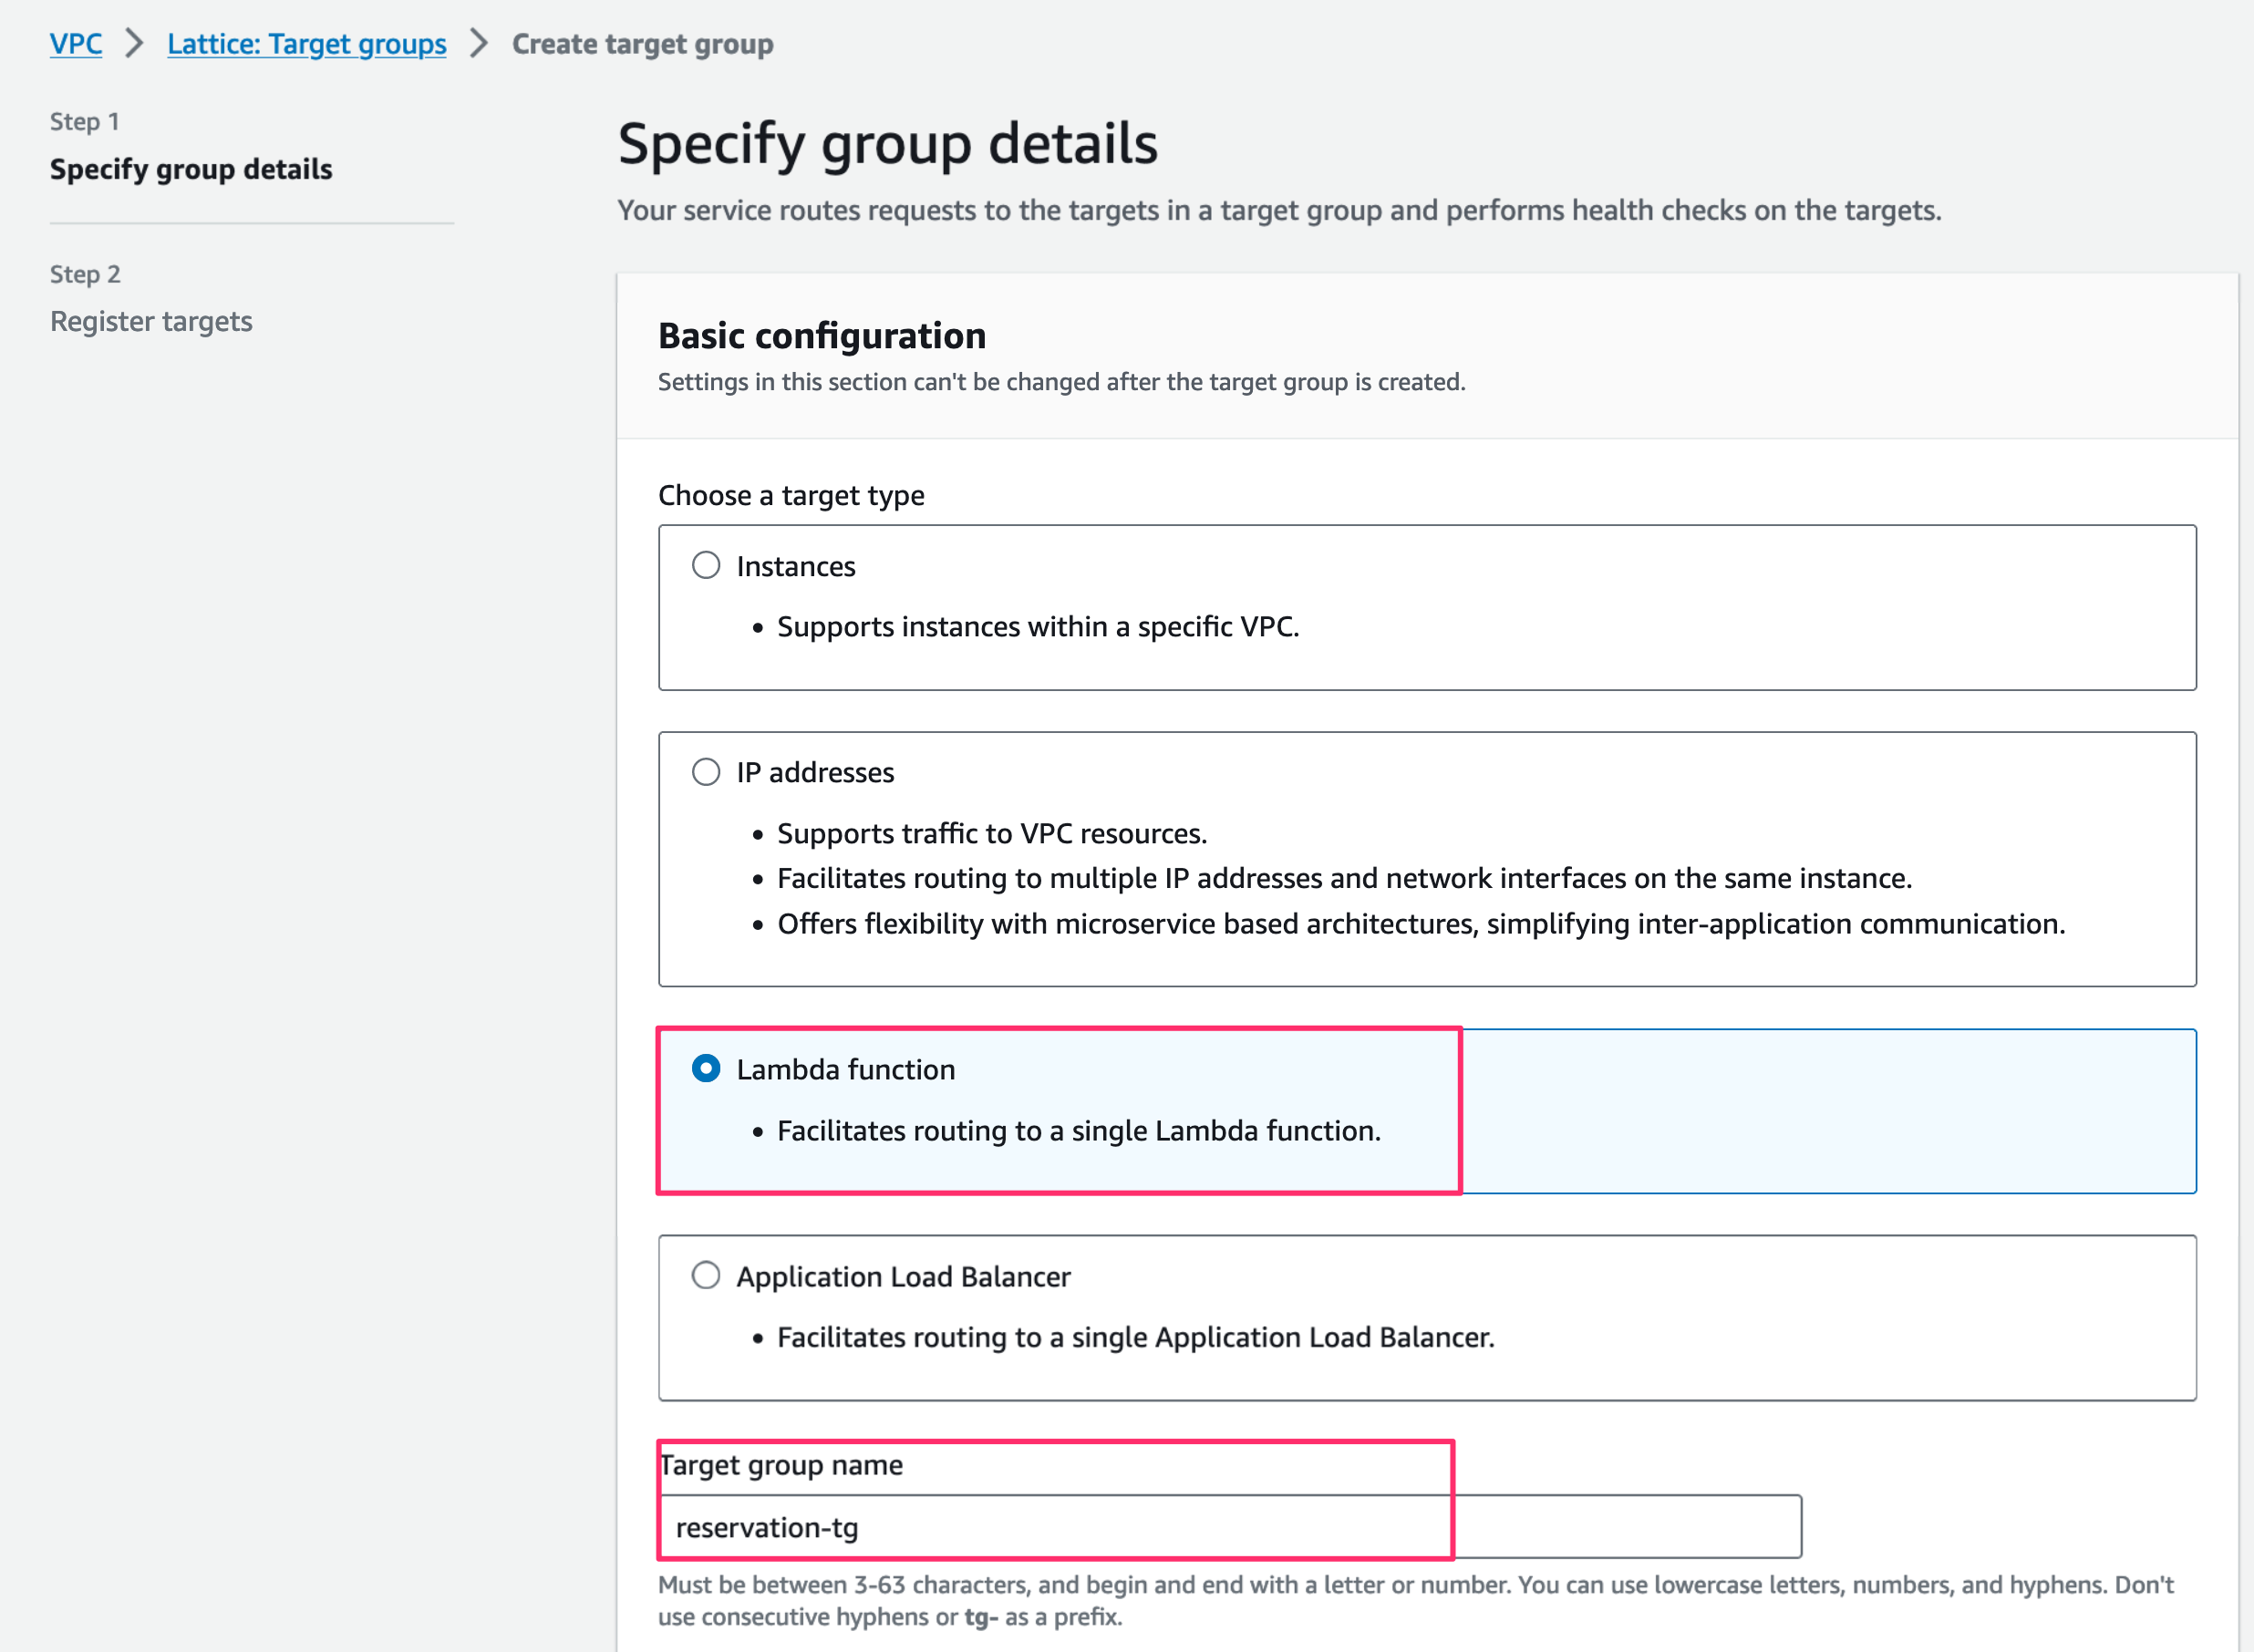 VPC > Lattice: Target groups > Create target group
Step 1
Specify group details
Step 2
Register targets
Specify group details
Your service routes requests to the targets in a target group and performs health checks on the targets.
Basic configuration
Settings in this section can't be changed after the target group is created.
Choose a target type
Instances
• Supports instances within a specific VPC.
IP addresses
• Supports traffic to VPC resources.
• Facilitates routing to multiple IP addresses and network interfaces on the same instance.
• Offers flexibility with microservice based architectures, simplifying inter-application communication.
Lambda function
• Facilitates routing to a single Lambda function.
Application Load Balancer
• Facilitates routing to a single Application Load Balancer.
Target group name
reservation-tg
Must be between 3-63 characters, and begin and end with a letter or number. You can use lowercase letters, numbers, and hyphens. Don't
use consecutive hyphens or tg- as a prefix.